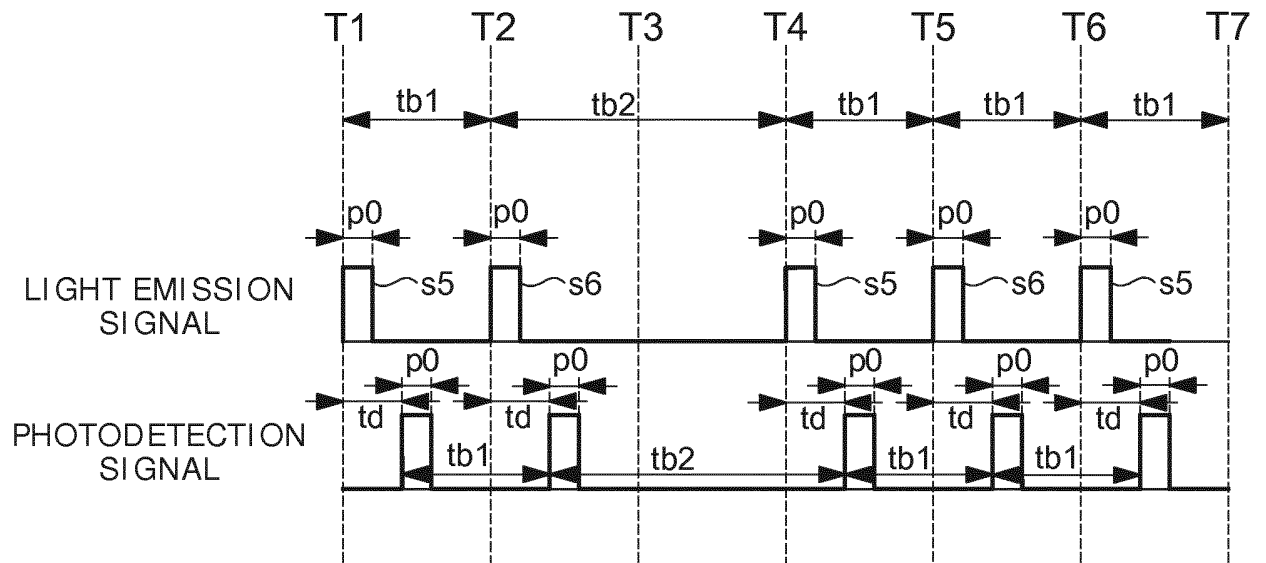 T1 T2 T3 T4 T5 T6 T7
tb1 tb2 tb1 tb1 tb1
p0 p0 p0 p0 p0
LIGHT EMISSION
SIGNAL
s5 s6 s5 s6 s5
p0 p0 p0 p0 p0
td td td td td
PHOTODETECTION
SIGNAL
tb1 tb2 tb1 tb1